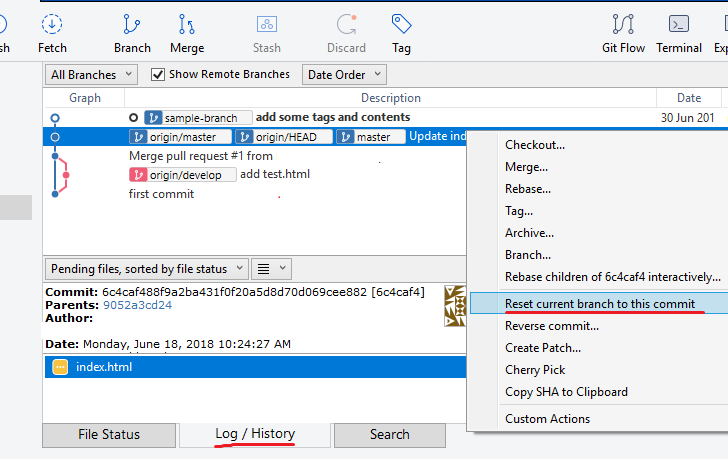 sh Fetch Branch Merge Stash Discard Tag Git Flow Terminal Exp
All Branches Show Remote Branches Date Order
Graph Description Date
sample-branch add some tags and contents 30 Jun 201
origin/master origin/HEAD master Update ind
Merge pull request #1 from .
origin/develop add test.html
first commit .
Pending files, sorted by file status
Commit: 6c4caf488f9a2ba431f0f20a5d8d70d069cee882 [6c4caf4]
Parents: 9052a3cd24
Author:
Date: Monday, June 18, 2018 10:24:27 AM
index.html
File Status Log / History Search
Checkout...
Merge...
Rebase...
Tag...
Archive...
Branch...
Rebase children of 6c4caf4 interactively...
Reset current branch to this commit
Reverse commit...
Create Patch...
Cherry Pick
Copy SHA to Clipboard
Custom Actions